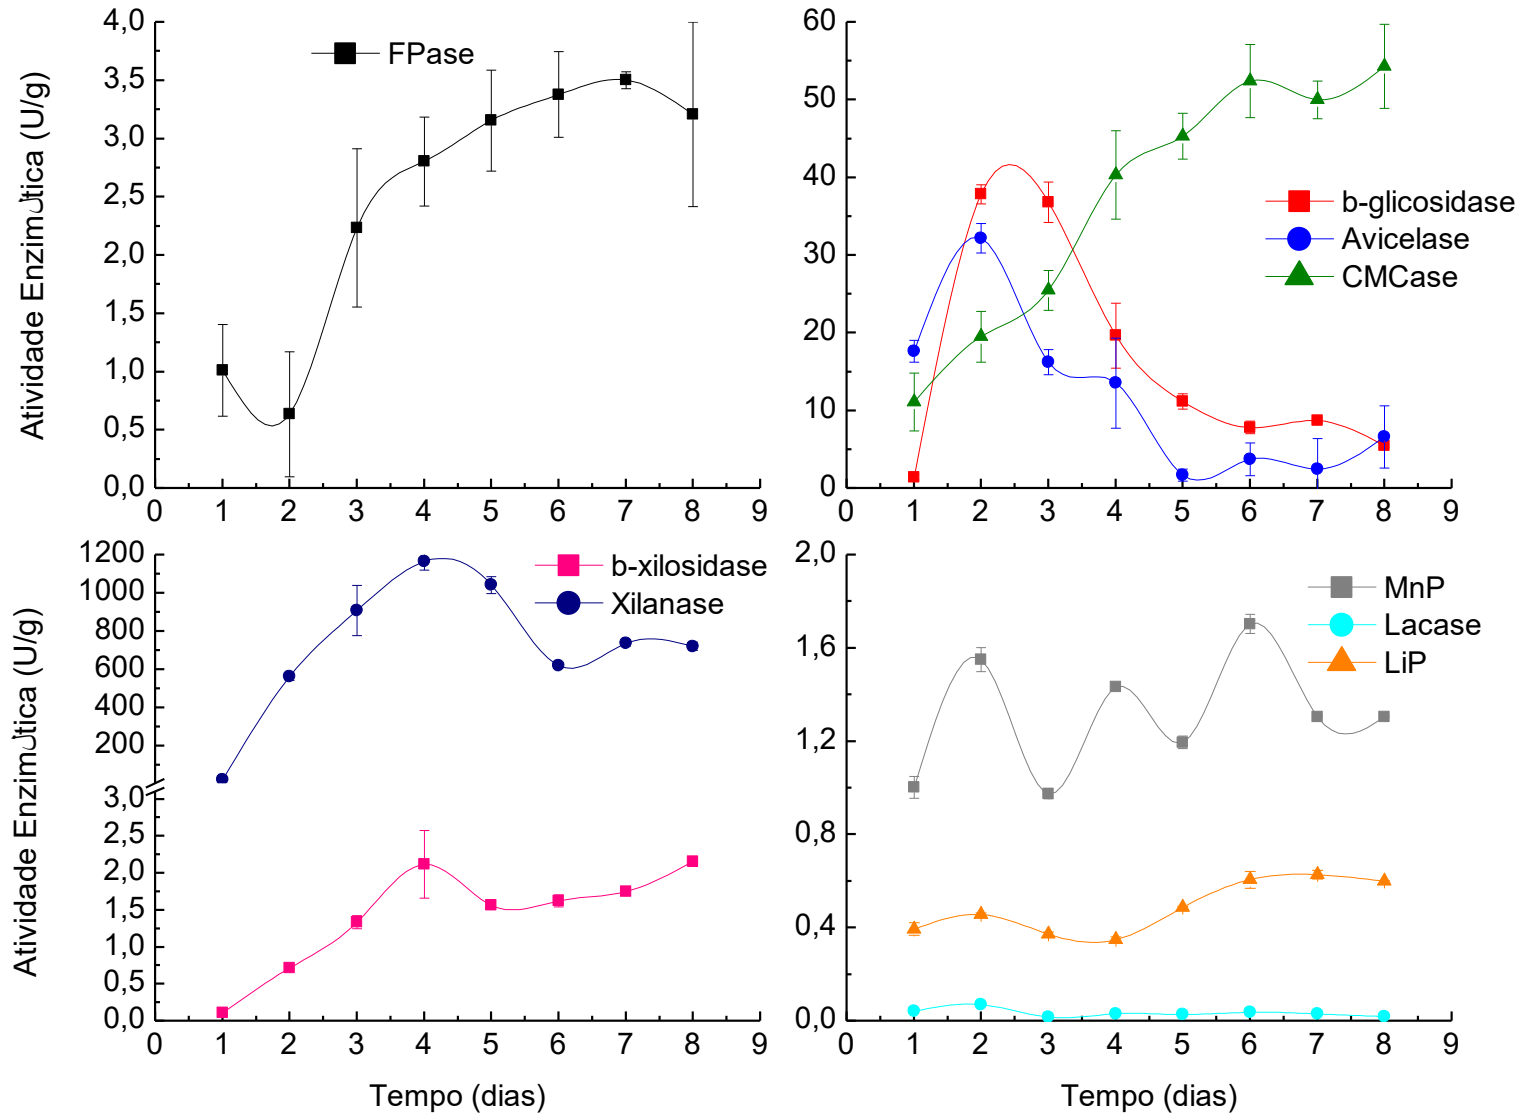 Atividade Enzimلtica (U/g)
4,0
3,5
3,0
2,5
2,0
1,5
1,0
0,5
0,0
FPase
0 1 2 3 4 5 6 7 8 9
60
50
40
30
20
10
0
b-glicosidase
Avicelase
CMCase
0 1 2 3 4 5 6 7 8 9
Atividade Enzimلtica (U/g)
1200
1000
800
600
400
200
3,0
2,5
2,0
1,5
1,0
0,5
0,0
b-xilosidase
Xilanase
0 1 2 3 4 5 6 7 8 9
Tempo (dias)
2,0
1,6
1,2
0,8
0,4
0,0
MnP
Lacase
LiP
0 1 2 3 4 5 6 7 8 9
Tempo (dias)